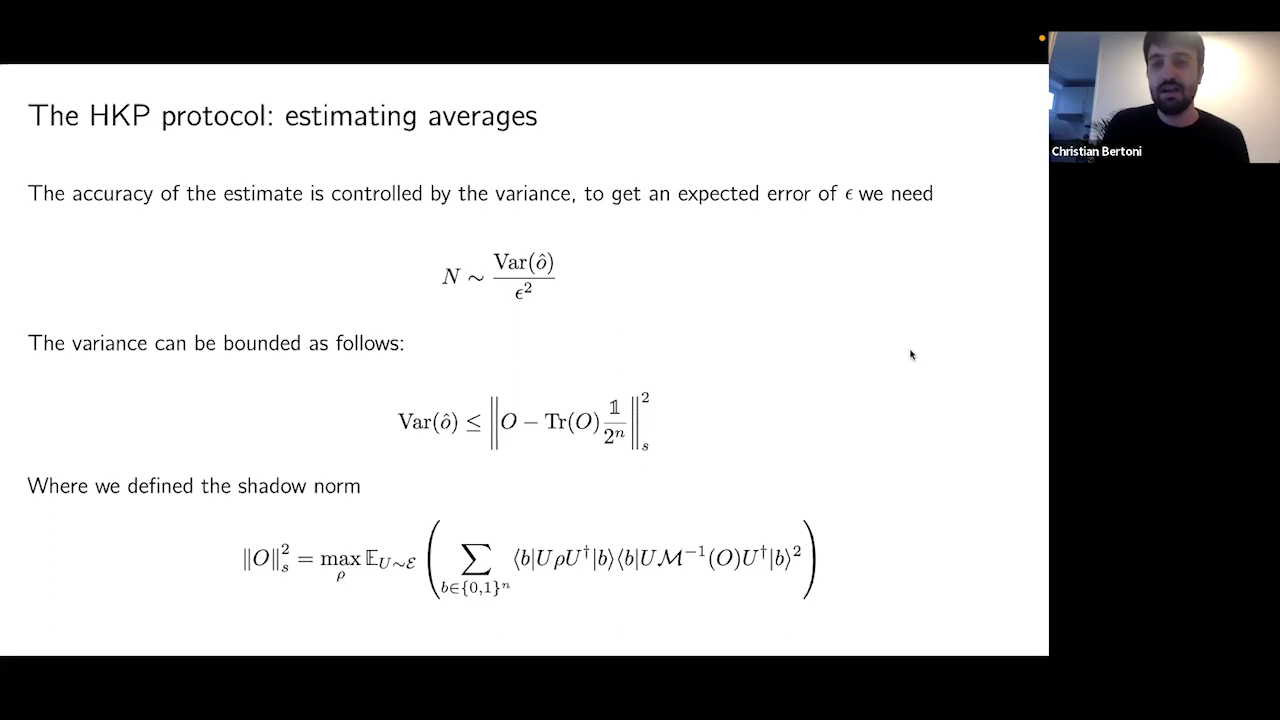 The HKP protocol: estimating averages
Christian Bertoni
The accuracy of the estimate is controlled by the variance, to get an expected error of ϵ we need
N ∼ Var(ô) / ϵ²
The variance can be bounded as follows:
Var(ô) ≤ ‖O − Tr(O) 𝟙/2ⁿ‖²ₛ
Where we defined the shadow norm
‖O‖²ₛ = max_ρ 𝔼_{U∼ℰ} ( ∑_{b∈{0,1}ⁿ} ⟨b|UρU†|b⟩⟨b|Uℳ⁻¹(O)U†|b⟩² )